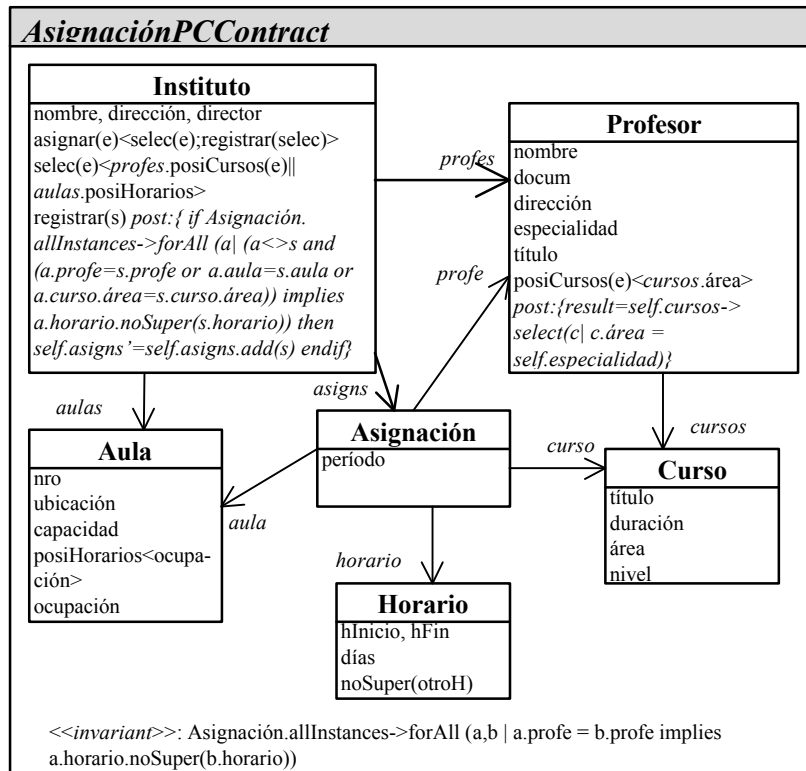 AsignaciónPCContract
Instituto
nombre, dirección, director
asignar(e)<selec(e);registrar(selec)>
selec(e)<profes.posiCursos(e)||
aulas.posiHorarios>
registrar(s) post:{ if Asignación.
allInstances->forAll (a| (a<>s and
(a.profe=s.profe or a.aula=s.aula or
a.curso.área=s.curso.área)) implies
a.horario.noSuper(s.horario)) then
self.asigns’=self.asigns.add(s) endif}
profes
Profesor
nombre
docum
dirección
especialidad
título
posiCursos(e)<cursos.área>
post:{result=self.cursos->
select(c| c.área =
self.especialidad)}
profe
aulas
asigns
cursos
Aula
nro
ubicación
capacidad
posiHorarios<ocupa-
ción>
ocupación
Asignación
período
aula
curso
Curso
título
duración
área
nivel
horario
Horario
hInicio, hFin
días
noSuper(otroH)
<<invariant>>: Asignación.allInstances->forAll (a,b | a.profe = b.profe implies
a.horario.noSuper(b.horario))